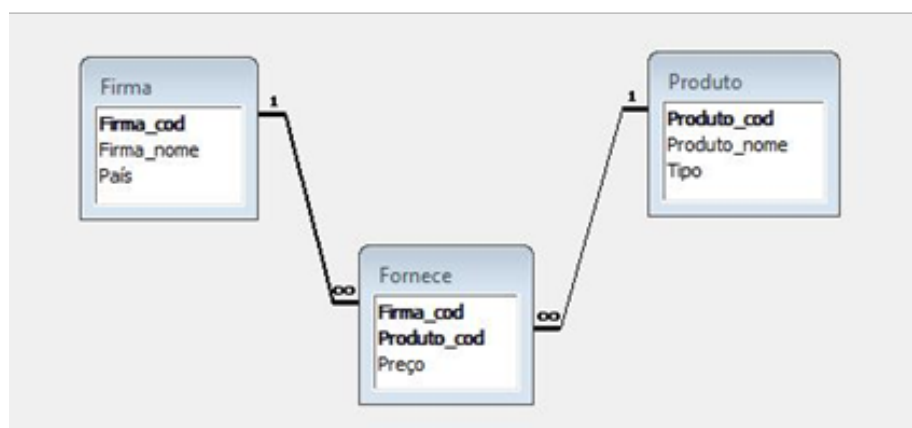 Firma
Firma_cod
Firma_nome
País
1
∞
Produto
Produto_cod
Produto_nome
Tipo
1
∞
Fornece
Firma_cod
Produto_cod
Preço